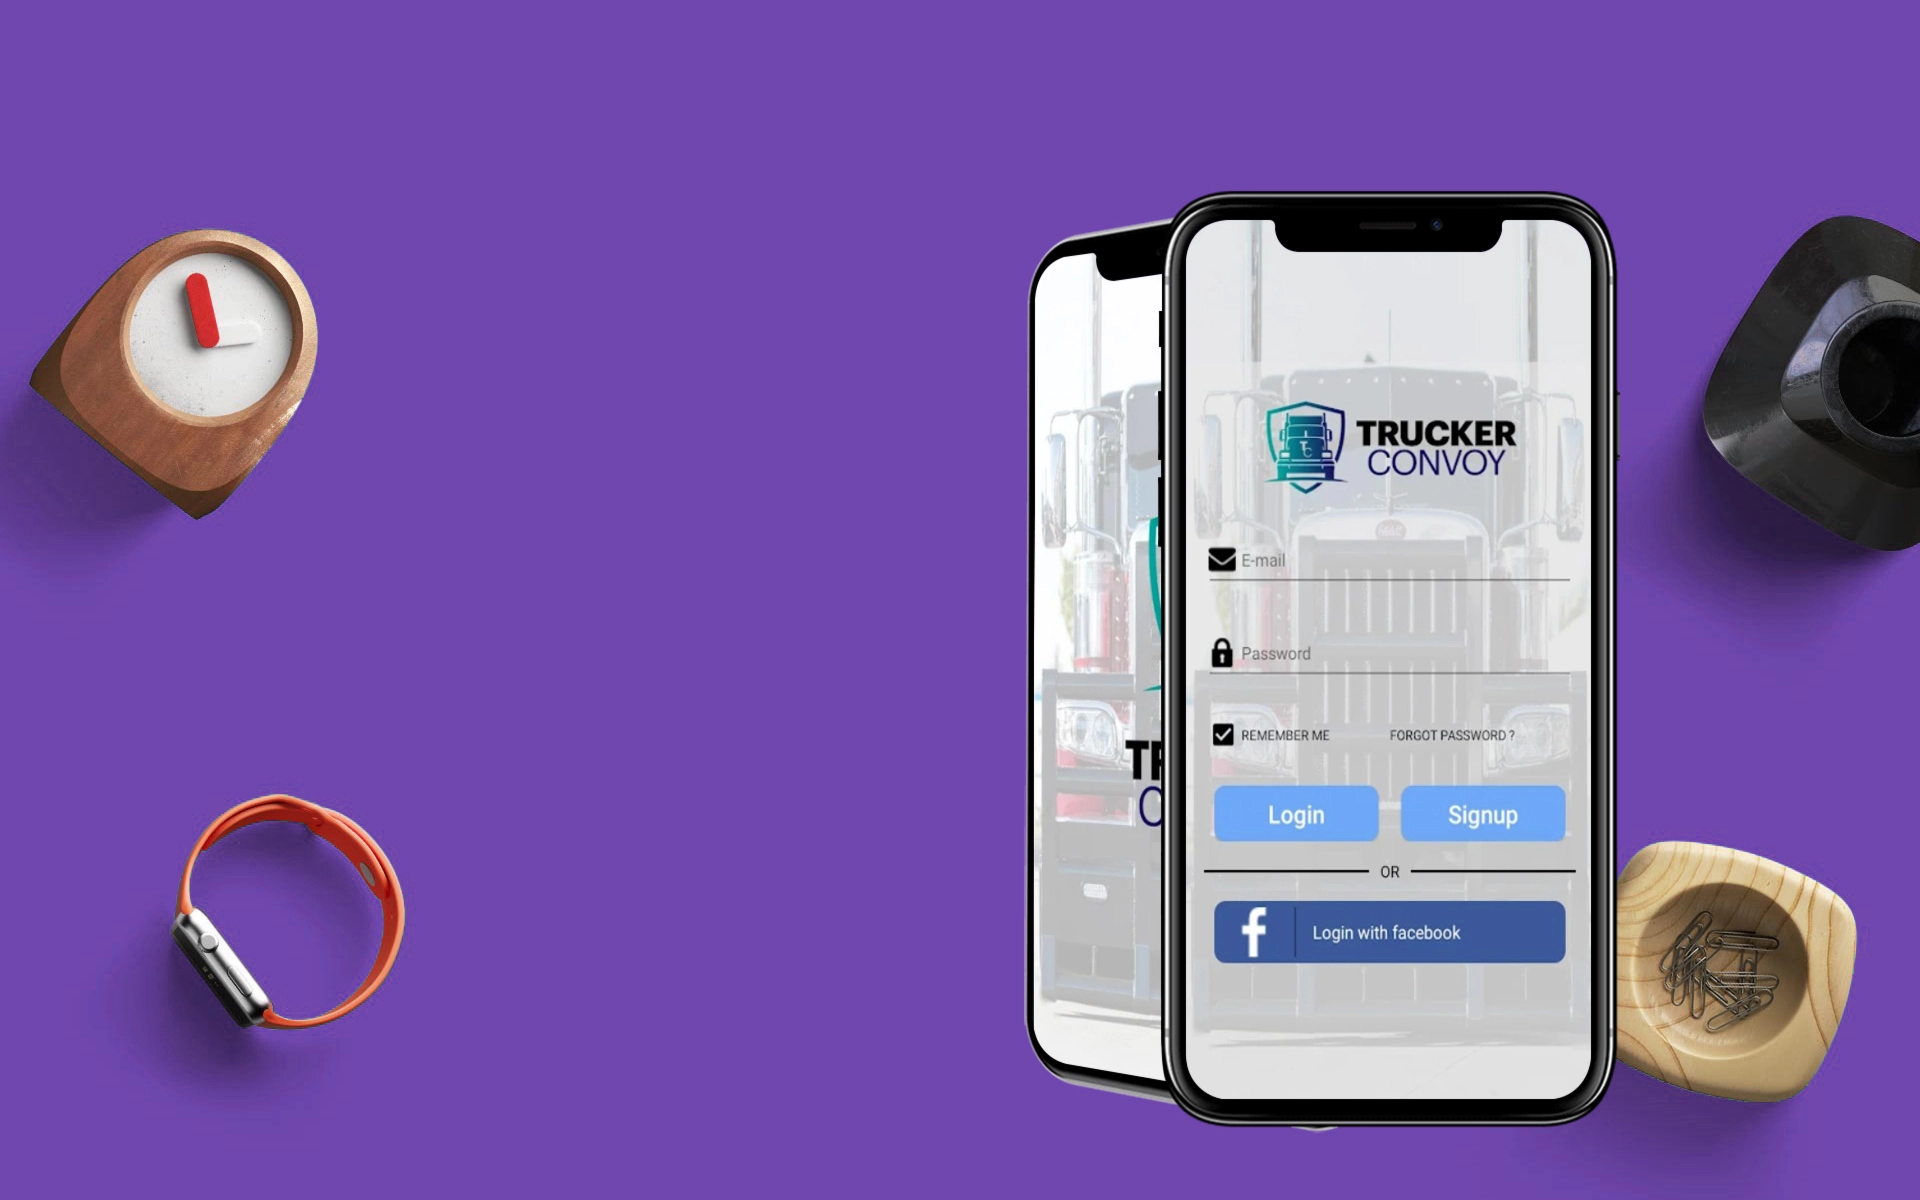 TRUCKER
CONVOY
T
C
E-mail
Password
REMEMBER ME
FORGOT PASSWORD ?
Login
Signup
OR
f
Login with facebook
TR
C